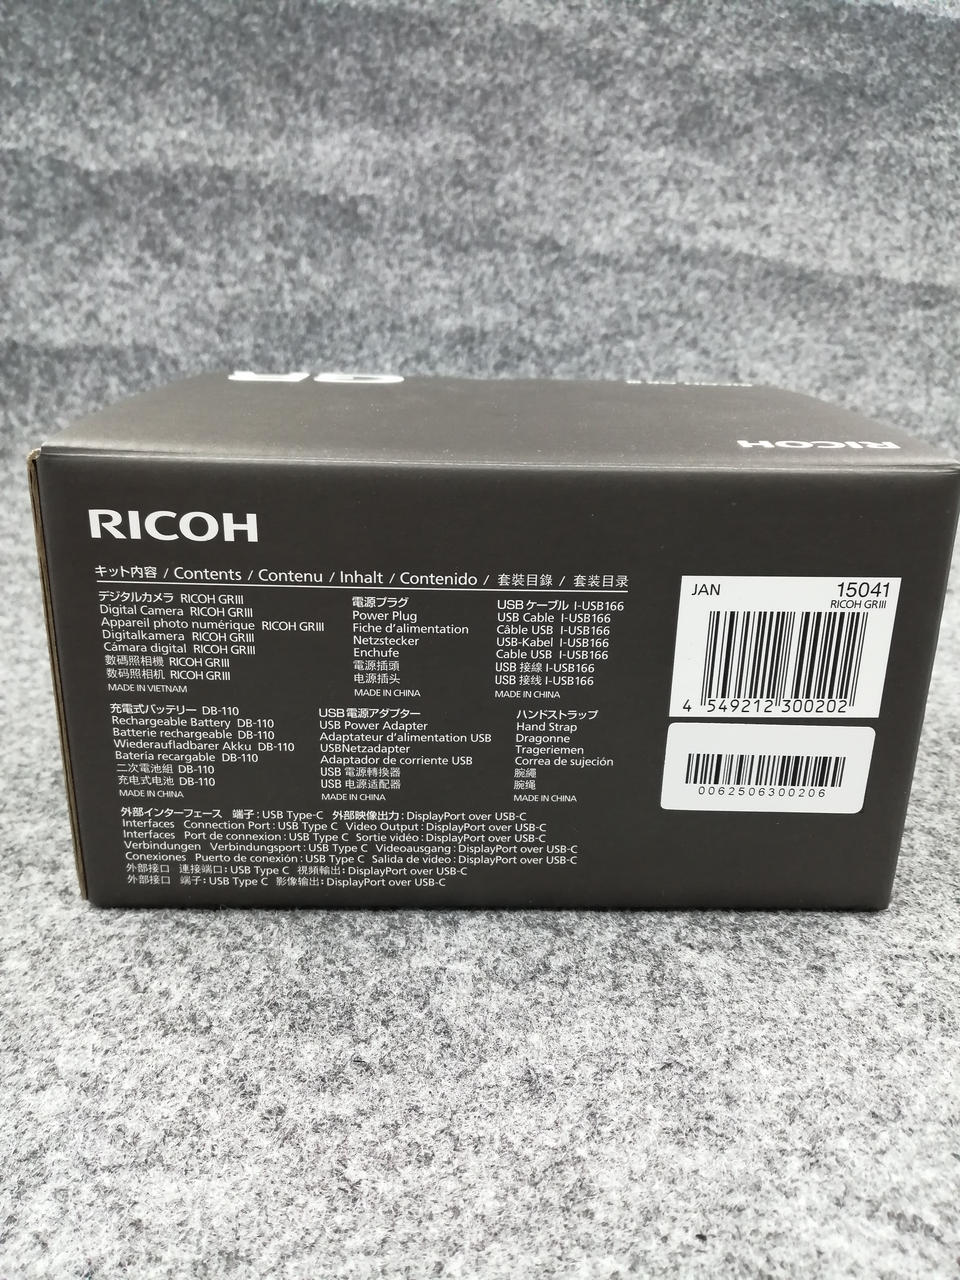 RICOH
RICOH
キット内容 / Contents / Contenu / Inhalt / Contenido / 套裝目錄 / 套装目录
デジタルカメラ RICOH GRIII
Digital Camera RICOH GRIII
Appareil photo numérique RICOH GRIII
Digitalkamera RICOH GRIII
Cámara digital RICOH GRIII
數碼照相機 RICOH GRIII
数码照相机 RICOH GRIII
MADE IN VIETNAM
電源プラグ
Power Plug
Fiche d'alimentation
Netzstecker
Enchufe
電源插頭
电源插头
MADE IN CHINA
USBケーブル I-USB166
USB Cable I-USB166
Câble USB I-USB166
USB-Kabel I-USB166
Cable USB I-USB166
USB 接線 I-USB166
USB 接线 I-USB166
MADE IN CHINA
充電式バッテリー DB-110
Rechargeable Battery DB-110
Batterie rechargeable DB-110
Wiederaufladbarer Akku DB-110
Batería recargable DB-110
二次電池組 DB-110
充电式电池 DB-110
MADE IN CHINA
USB電源アダプター
USB Power Adapter
Adaptateur d'alimentation USB
USBNetzadapter
Adaptador de corriente USB
USB 電源轉換器
USB 电源适配器
MADE IN CHINA
ハンドストラップ
Hand Strap
Dragonne
Trageriemen
Correa de sujeción
腕繩
腕绳
MADE IN CHINA
外部インターフェース 端子：USB Type-C 外部映像出力：DisplayPort over USB-C
Interfaces Connection Port : USB Type C Video Output : DisplayPort over USB-C
Interfaces Port de connexion : USB Type C Sortie vidéo : DisplayPort over USB-C
Verbindungen Verbindungsport : USB Type C Videoausgang : DisplayPort over USB-C
Conexiones Puerto de conexión : USB Type C Salida de video : DisplayPort over USB-C
外部接口 連接端口：USB Type C 視頻輸出：DisplayPort over USB-C
外部接口 端子：USB Type C 影像输出：DisplayPort over USB-C
JAN 15041
RICOH GRIII
4 549212 300202
0062506300206